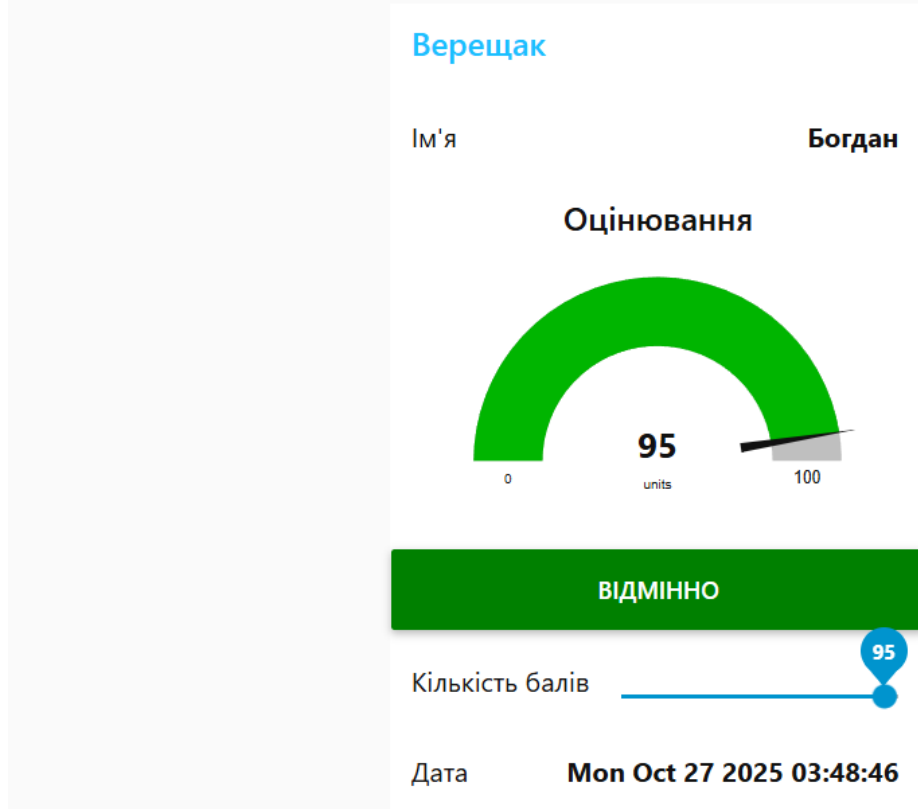 Верещак
Ім'я Богдан
Оцінювання
95
0 units 100
ВІДМІННО
95
Кількість балів
Дата Mon Oct 27 2025 03:48:46